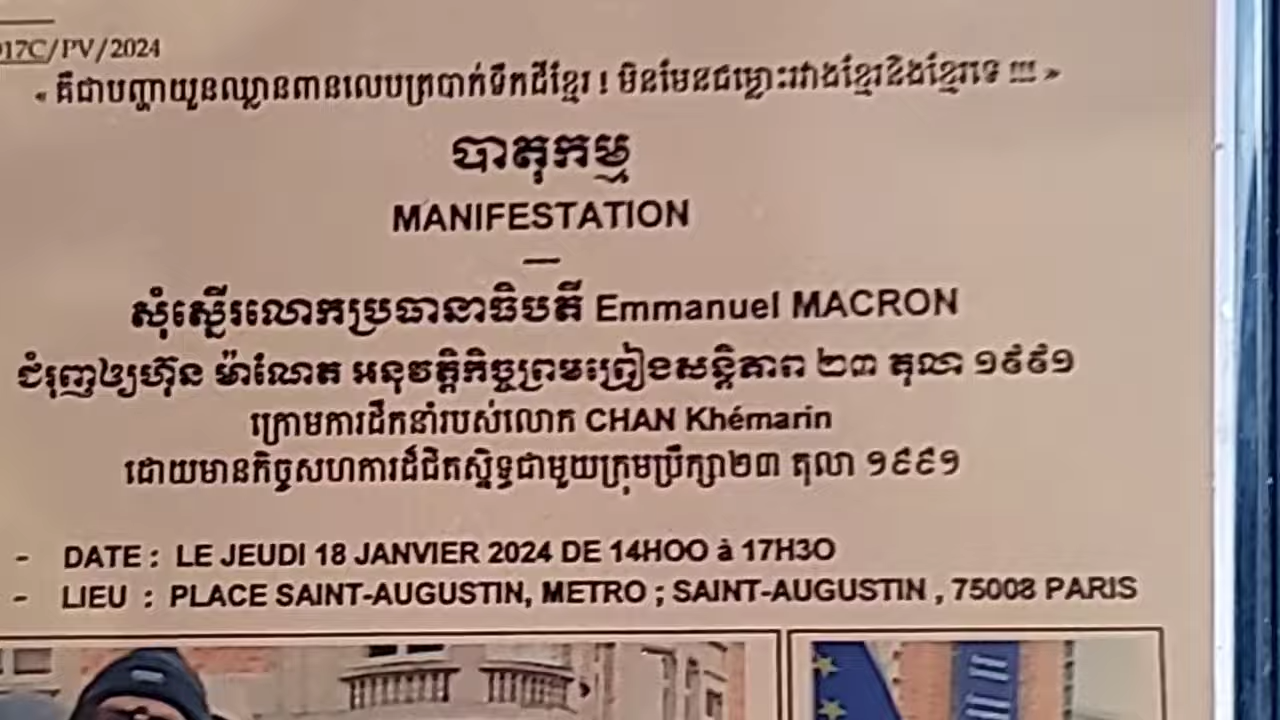 017C/PV/2024
« គឺជាបញ្ហាយួនឈ្លានពានលេបត្របាក់ទឹកដីខ្មែរ ! មិនមែនជម្លោះរវាងខ្មែរនិងខ្មែរទេ !!! »
បាតុកម្ម
MANIFESTATION
សុំស្នើរលោកប្រធានាធិបតី Emmanuel MACRON
ជំរុញឲ្យហ៊ុន ម៉ាណែត អនុវត្តិកិច្ចព្រមព្រៀងសន្តិភាព ២៣ តុលា ១៩៩១
ក្រោមការដឹកនាំរបស់លោក CHAN Khémarin
ដោយមានកិច្ចសហការដ៏ជិតស្និទ្ធជាមួយក្រុមប្រឹក្សា២៣ តុលា ១៩៩១
- DATE : LE JEUDI 18 JANVIER 2024 DE 14HOO à 17H3O
- LIEU : PLACE SAINT-AUGUSTIN, METRO ; SAINT-AUGUSTIN , 75008 PARIS